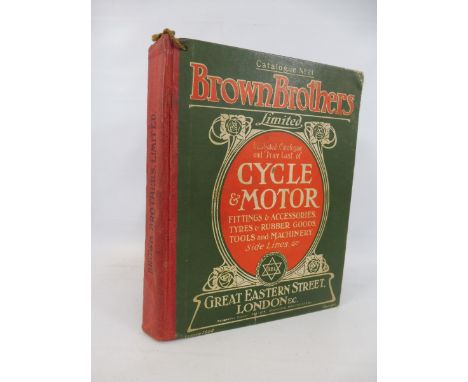 Catalogue No 21
Brown Brothers
Limited.
Illustrated Catalogue
and Price List of
CYCLE
& MOTOR
FITTINGS & ACCESSORIES.
TYRES & RUBBER GOODS.
TOOLS and MACHINERY
Side Lines, &c
GREAT EASTERN STREET,
LONDON E.C.
BROWN BROTHERS LIMITED.